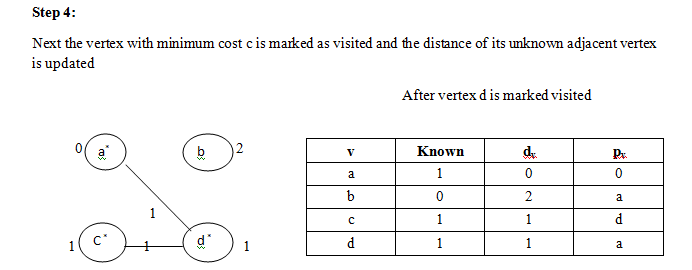 Step 4:
Next the vertex with minimum cost c is marked as visited and the distance of its unknown adjacent vertex
is updated
After vertex d is marked visited
0 a* b 2
1
1 c* 1 d* 1
v Known dv pv
a 1 0 0
b 0 2 a
c 1 1 d
d 1 1 a